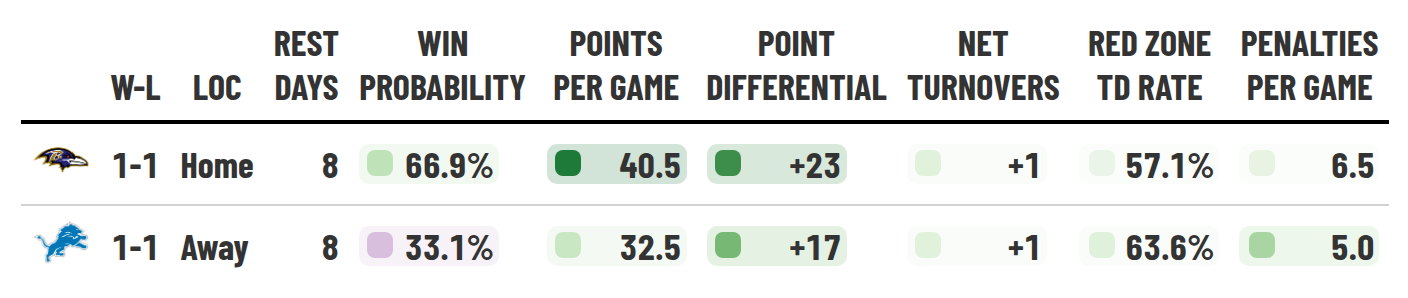 REST WIN POINTS POINT NET RED ZONE PENALTIES
W-L LOC DAYS PROBABILITY PER GAME DIFFERENTIAL TURNOVERS TD RATE PER GAME
1-1 Home 8 66.9% 40.5 +23 +1 57.1% 6.5
1-1 Away 8 33.1% 32.5 +17 +1 63.6% 5.0